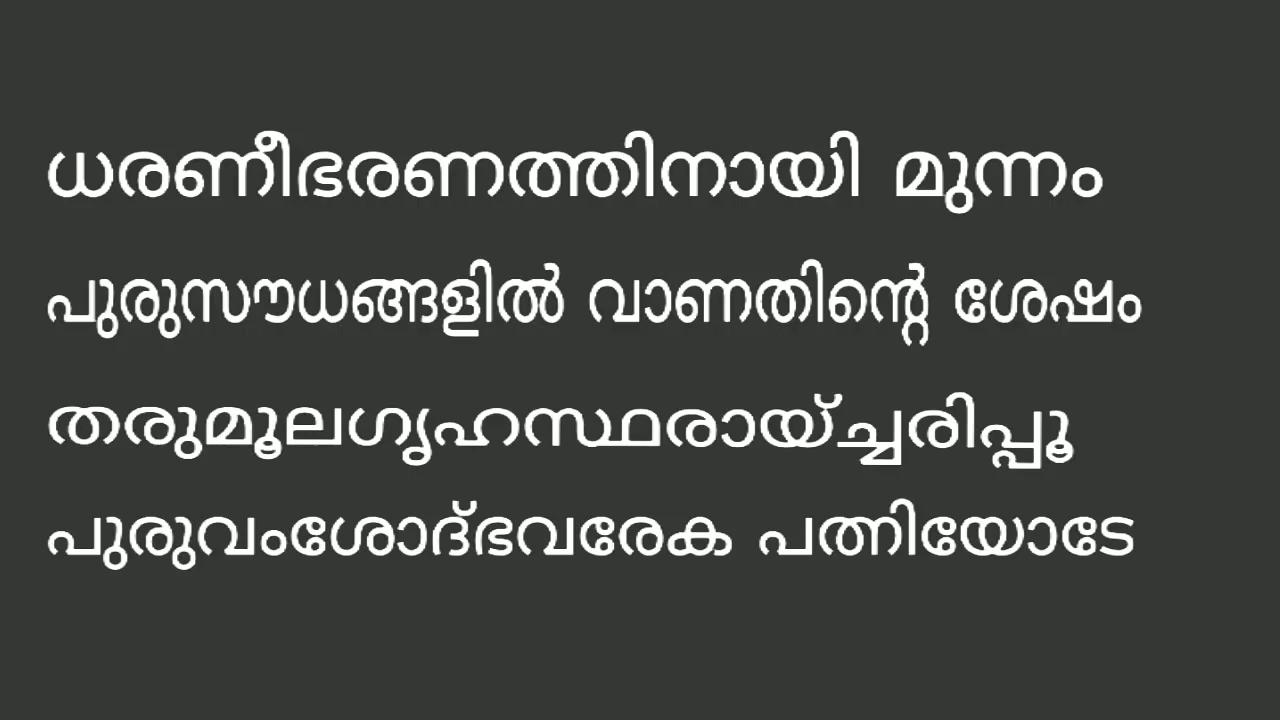 ധരണീഭരണത്തിനായി മുന്നം
പുരുസൗധങ്ങളിൽ വാണതിന്റെ ശേഷം
തരുമൂലഗൃഹസ്ഥരായ്ച്ചരിപ്പൂ
പുരുവംശോദ്ഭവരേക പത്നിയോടേ